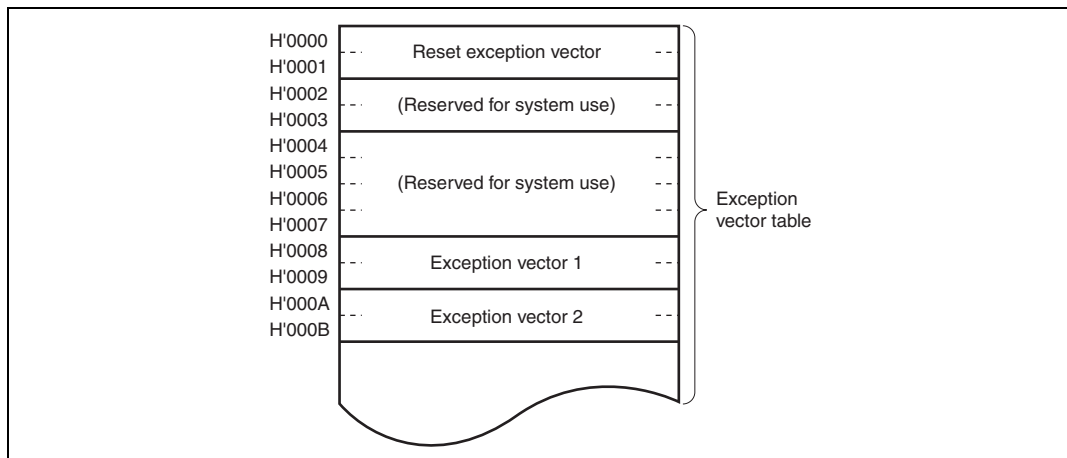 H'0000
Reset exception vector
H'0001
H'0002
(Reserved for system use)
H'0003
H'0004
H'0005
(Reserved for system use)
H'0006
H'0007
H'0008
Exception vector 1
H'0009
H'000A
Exception vector 2
H'000B
Exception
vector table